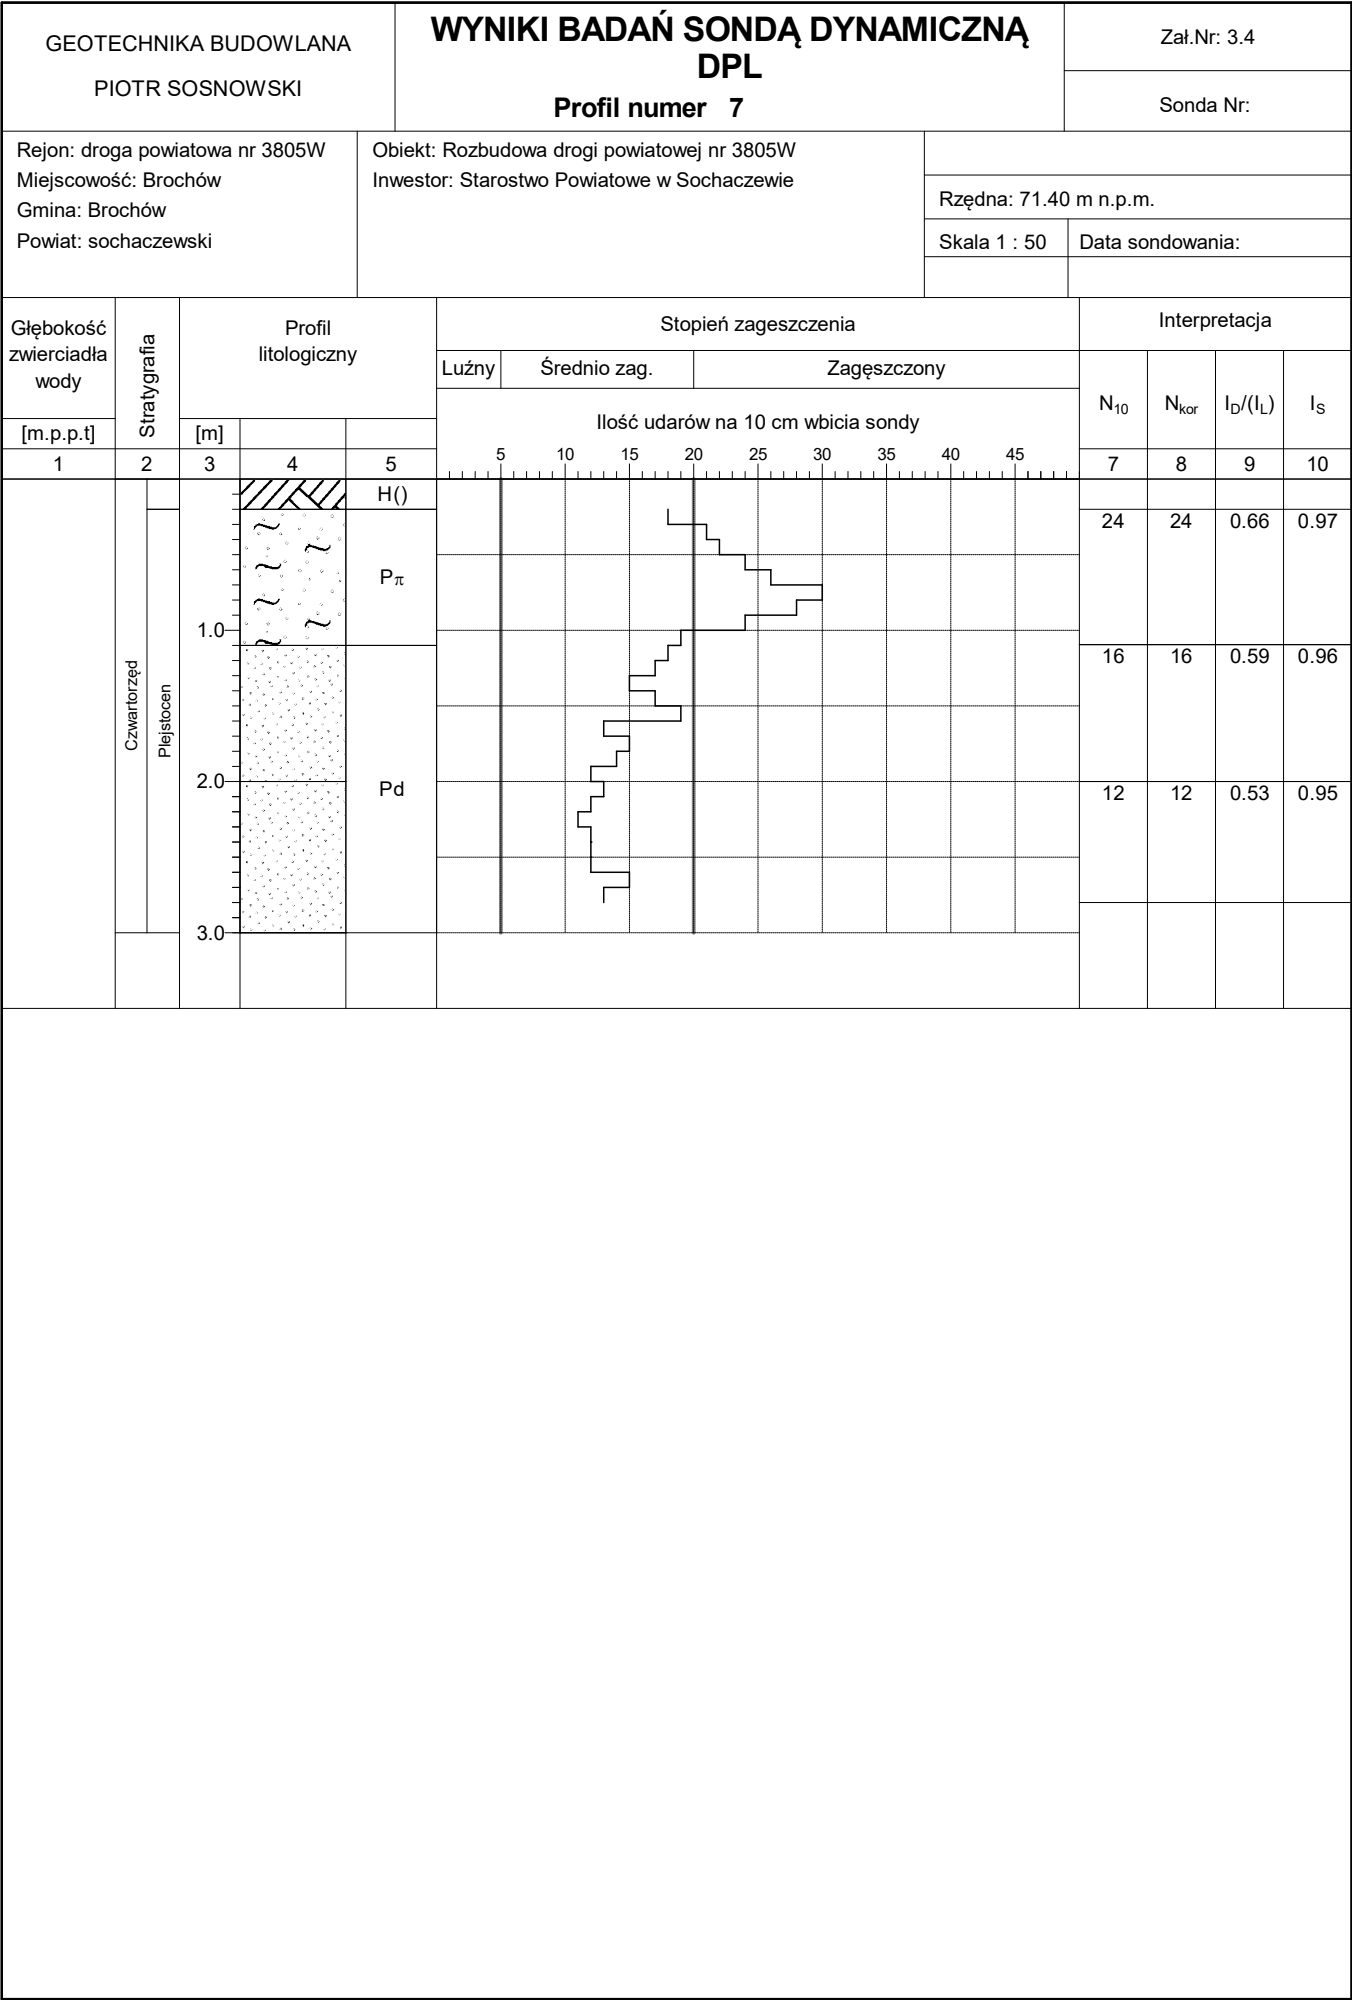 GEOTECHNIKA BUDOWLANA
PIOTR SOSNOWSKI
WYNIKI BADAŃ SONDĄ DYNAMICZNĄ
DPL
Profil numer 7
Zał.Nr: 3.4
Sonda Nr:
Rejon: droga powiatowa nr 3805W
Miejscowość: Brochów
Gmina: Brochów
Powiat: sochaczewski
Obiekt: Rozbudowa drogi powiatowej nr 3805W
Inwestor: Starostwo Powiatowe w Sochaczewie
Rzędna: 71.40 m n.p.m.
Skala 1 : 50 Data sondowania:
Głębokość
zwierciadła
wody
[m.p.p.t]
Stratygrafia
Profil
litologiczny
[m]
Stopień zageszczenia
Luźny Średnio zag. Zagęszczony
Ilość udarów na 10 cm wbicia sondy
5 10 15 20 25 30 35 40 45
Interpretacja
N10 Nkor ID/(IL) IS
1 2 3 4 5 7 8 9 10
H()
24 24 0.66 0.97
Pπ
1.0
16 16 0.59 0.96
Czwartorzęd
Plejstocen
2.0
Pd
12 12 0.53 0.95
3.0